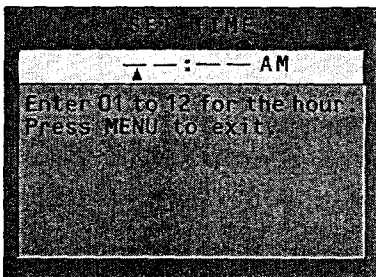 SET TIME
— —:— — AM
Enter 01 to 12 for the hour.
Press MENU to exit.